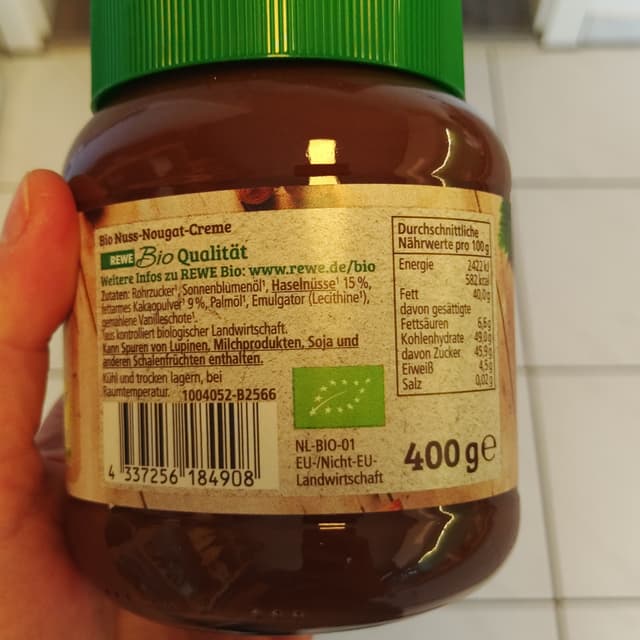 Bio Nuss-Nougat-Creme
REWE Bio Qualität
Weitere Infos zu REWE Bio: www.rewe.de/bio
Zutaten: Rohrzucker¹, Sonnenblumenöl¹, Haselnüsse¹ 15%,
fettarmes Kakaopulver¹ 9%, Palmöl¹, Emulgator (Lecithine¹),
gemahlene Vanilleschote¹.
¹aus kontrolliert biologischer Landwirtschaft.
Kann Spuren von Lupinen, Milchprodukten, Soja und
anderen Schalenfrüchten enthalten.
Kühl und trocken lagern, bei
Raumtemperatur. 1004052-B2566
4 337256 184908
NL-BIO-01
EU-/Nicht-EU-
Landwirtschaft
400 g e
Durchschnittliche
Nährwerte pro 100 g
Energie 2422 kJ
582 kcal
Fett 40,0 g
davon gesättigte
Fettsäuren 6,6 g
Kohlenhydrate 49,0 g
davon Zucker 45,9 g
Eiweiß 4,5 g
Salz 0,02 g